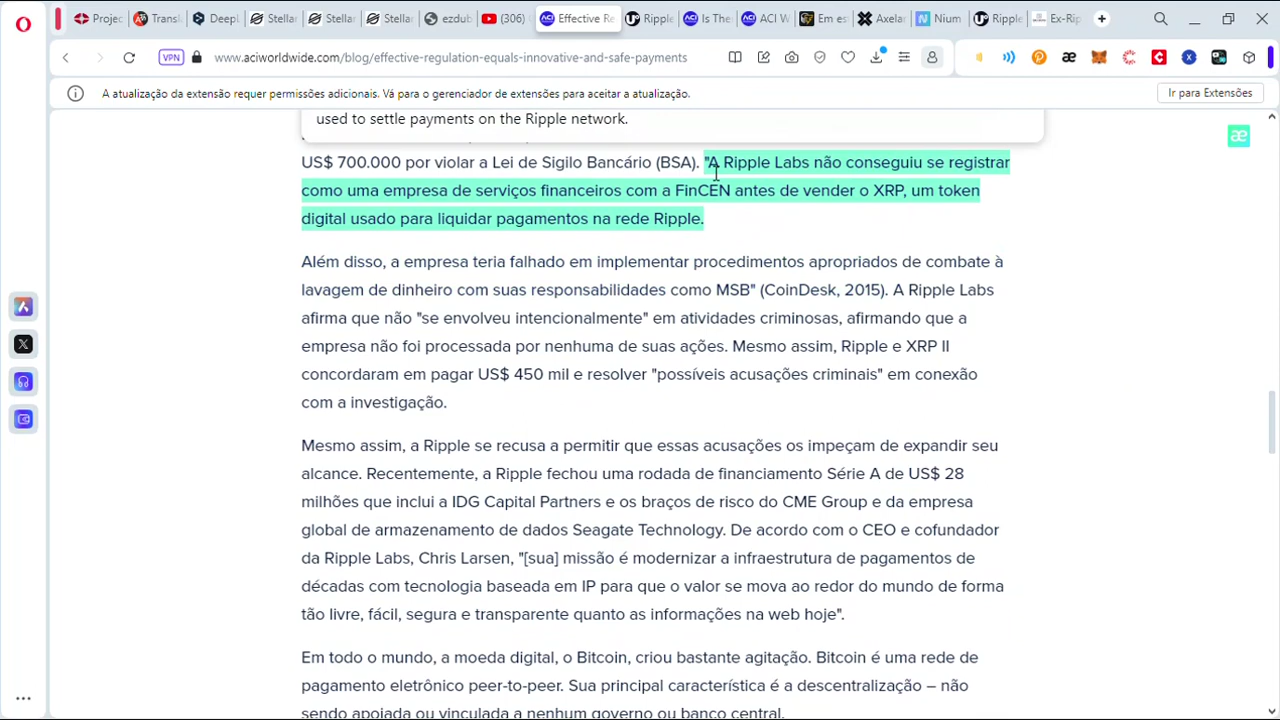 Projec
Transl
DeepL
Stellar
Stellar
Stellar
ezdub
(306)
Effective Re
Ripple
Is The
ACI W
Em es
Axelar
Nium
Ripple
Ex-Rip
VPN
www.aciworldwide.com/blog/effective-regulation-equals-innovative-and-safe-payments
A atualização da extensão requer permissões adicionais. Vá para o gerenciador de extensões para aceitar a atualização.
Ir para Extensões
used to settle payments on the Ripple network.
US$ 700.000 por violar a Lei de Sigilo Bancário (BSA). "A Ripple Labs não conseguiu se registrar
como uma empresa de serviços financeiros com a FinCEN antes de vender o XRP, um token
digital usado para liquidar pagamentos na rede Ripple.
Além disso, a empresa teria falhado em implementar procedimentos apropriados de combate à
lavagem de dinheiro com suas responsabilidades como MSB" (CoinDesk, 2015). A Ripple Labs
afirma que não "se envolveu intencionalmente" em atividades criminosas, afirmando que a
empresa não foi processada por nenhuma de suas ações. Mesmo assim, Ripple e XRP II
concordaram em pagar US$ 450 mil e resolver "possíveis acusações criminais" em conexão
com a investigação.
Mesmo assim, a Ripple se recusa a permitir que essas acusações os impeçam de expandir seu
alcance. Recentemente, a Ripple fechou uma rodada de financiamento Série A de US$ 28
milhões que inclui a IDG Capital Partners e os braços de risco do CME Group e da empresa
global de armazenamento de dados Seagate Technology. De acordo com o CEO e cofundador
da Ripple Labs, Chris Larsen, "[sua] missão é modernizar a infraestrutura de pagamentos de
décadas com tecnologia baseada em IP para que o valor se mova ao redor do mundo de forma
tão livre, fácil, segura e transparente quanto as informações na web hoje".
Em todo o mundo, a moeda digital, o Bitcoin, criou bastante agitação. Bitcoin é uma rede de
pagamento eletrônico peer-to-peer. Sua principal característica é a descentralização – não
sendo apoiada ou vinculada a nenhum governo ou banco central.